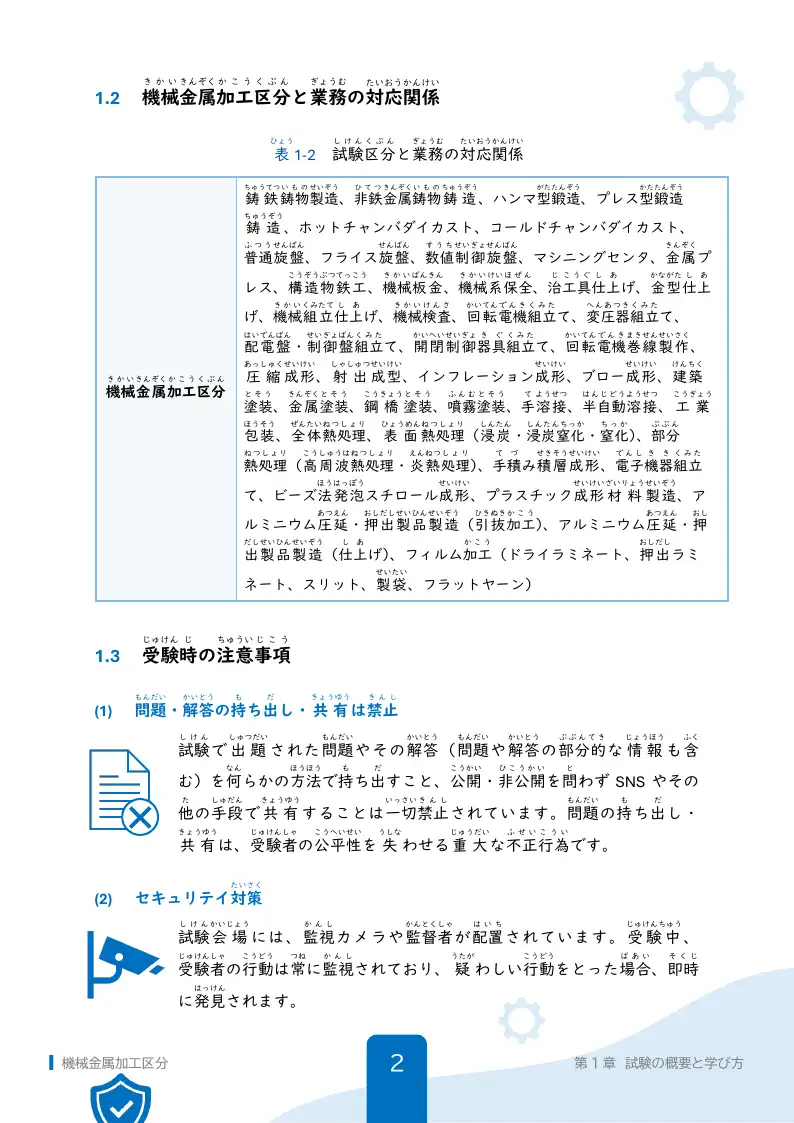 1.2 機械金属加工区分と業務の対応関係
表 1-2 試験区分と業務の対応関係
機械金属加工区分
鋳鉄鋳物製造、非鉄金属鋳物鋳造、ハンマ型鍛造、プレス型鍛造
鋳造、ホットチャンバダイカスト、コールドチャンバダイカスト、
普通旋盤、フライス旋盤、数値制御旋盤、マシニングセンタ、金属プ
レス、構造物鉄工、機械板金、機械系保全、治工具仕上げ、金型仕上
げ、機械組立仕上げ、機械検査、回転電機組立て、変圧器組立て、
配電盤・制御盤組立て、開閉制御器具組立て、回転電機巻線製作、
圧縮成形、射出成型、インフレーション成形、ブロー成形、建築
塗装、金属塗装、鋼橋塗装、噴霧塗装、手溶接、半自動溶接、工業
包装、全体熱処理、表面熱処理（浸炭・浸炭窒化・窒化）、部分
熱処理（高周波熱処理・炎熱処理）、手積み積層成形、電子機器組立
て、ビーズ法発泡スチロール成形、プラスチック成形材料製造、ア
ルミニウム圧延・押出製品製造（引抜加工）、アルミニウム圧延・押
出製品製造（仕上げ）、フィルム加工（ドライラミネート、押出ラミ
ネート、スリット、製袋、フラットヤーン）
1.3 受験時の注意事項
(1) 問題・解答の持ち出し・共有は禁止
試験で出題された問題やその解答（問題や解答の部分的な情報も含
む）を何らかの方法で持ち出すこと、公開・非公開を問わず SNS やその
他の手段で共有することは一切禁止されています。問題の持ち出し・
共有は、受験者の公平性を失わせる重大な不正行為です。
(2) セキュリテイ対策
試験会場には、監視カメラや監督者が配置されています。受験中、
受験者の行動は常に監視されており、疑わしい行動をとった場合、即時
に発見されます。
機械金属加工区分
2
第 1 章 試験の概要と学び方